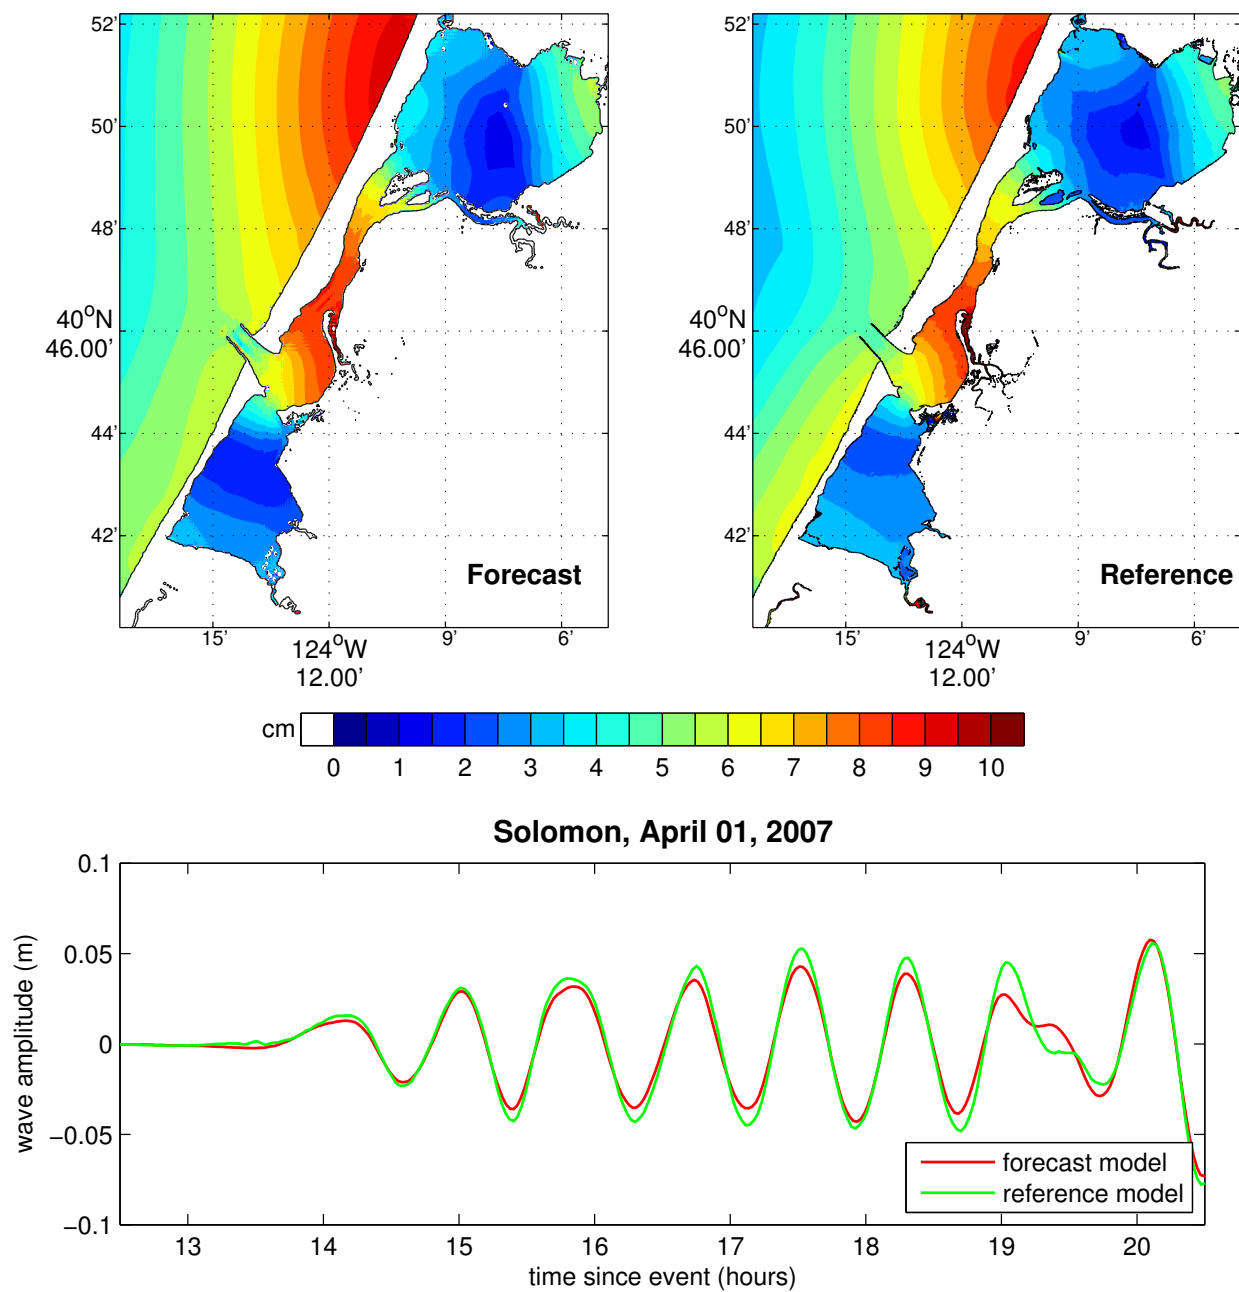 52'
50'
48'
40°N
46.00'
44'
42'
15'
124°W
12.00'
9'
6'
Forecast
52'
50'
48'
40°N
46.00'
44'
42'
15'
124°W
12.00'
9'
6'
Reference
cm
0 1 2 3 4 5 6 7 8 9 10
Solomon, April 01, 2007
wave amplitude (m)
0.1
0.05
0
−0.05
−0.1
forecast model
reference model
13 14 15 16 17 18 19 20
time since event (hours)